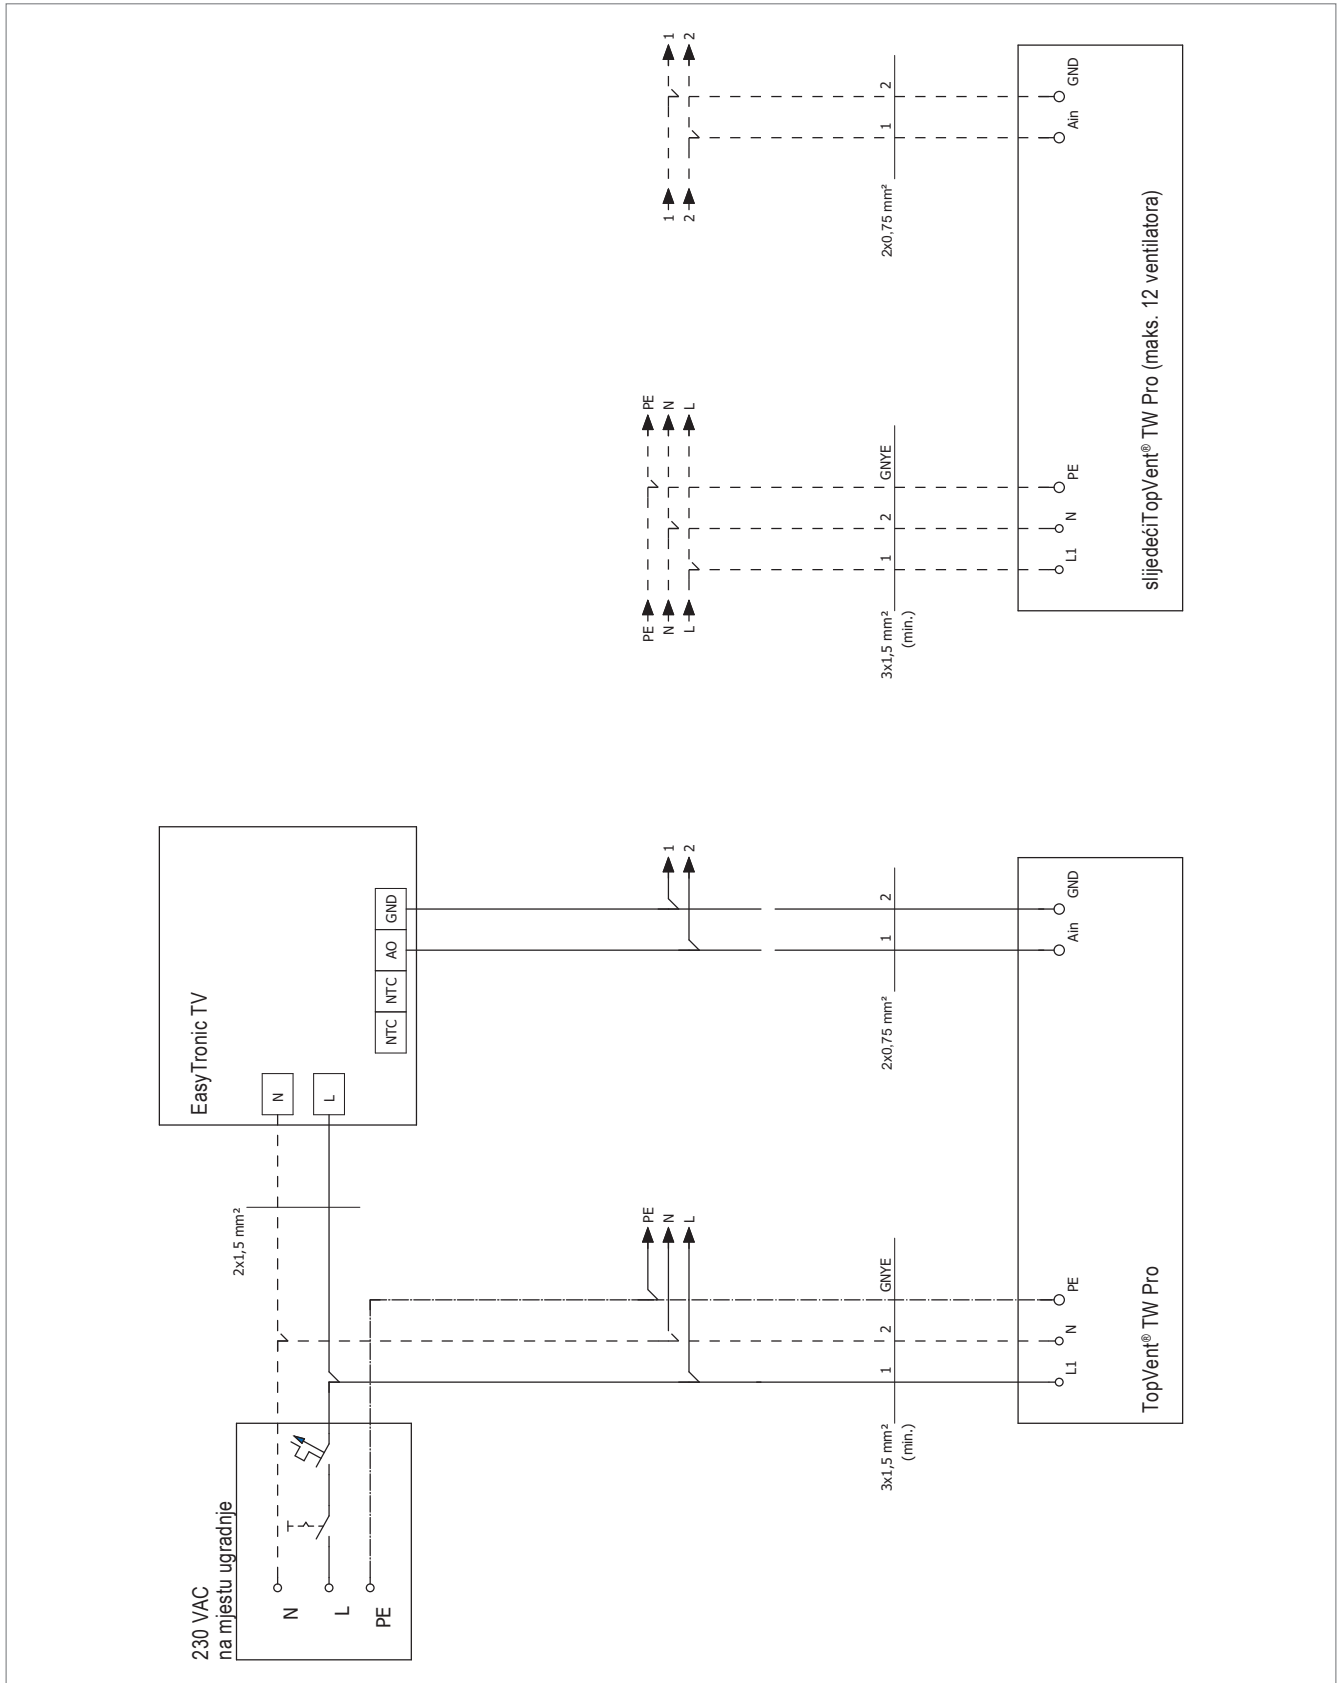 230 VAC
na mjestu ugradnje
N
L
PE
2x1,5 mm²
EasyTronic TV
N
L
NTC
NTC
AO
GND
PE
N
L
1
2
3x1,5 mm²
(min.)
1
2
GNYE
2x0,75 mm²
1
2
L1
N
PE
Ain
GND
TopVent® TW Pro
PE
N
L
PE
N
L
1
2
1
2
3x1,5 mm²
(min.)
1
2
GNYE
2x0,75 mm²
1
2
L1
N
PE
Ain
GND
slijedećiTopVent® TW Pro (maks. 12 ventilatora)